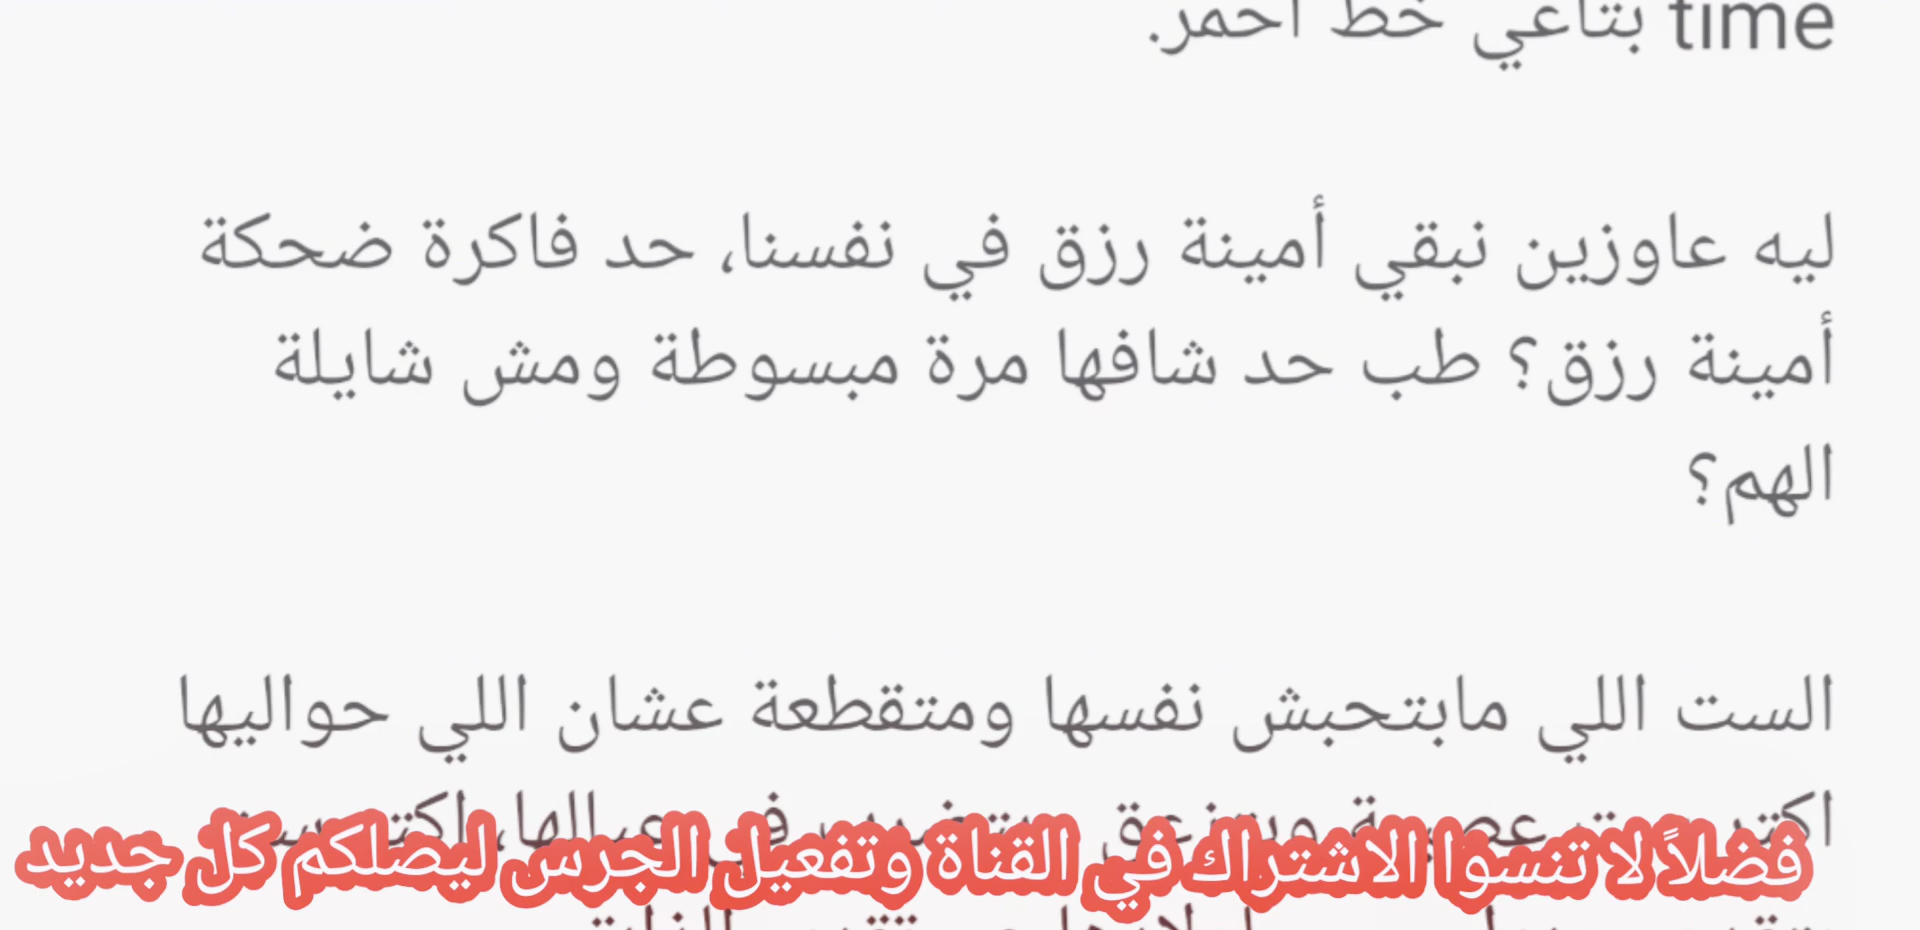 time بتاعي خط أحمر.
ليه عاوزين نبقي أمينة رزق في نفسنا، حد فاكرة ضحكة
أمينة رزق؟ طب حد شافها مرة مبسوطة ومش شايلة
الهم؟
الست اللي مابتحبش نفسها ومتقطعة عشان اللي حواليها
فضلاً لا تنسوا الاشتراك في القناة وتفعيل الجرس ليصلكم كل جديد